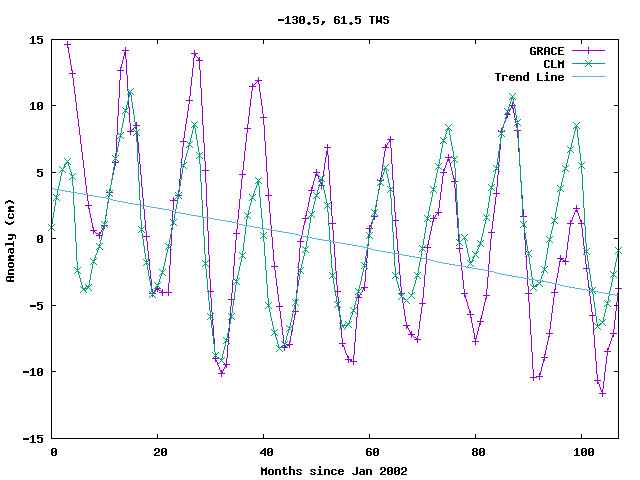 -130.5, 61.5 TWS
GRACE
CLM
Trend Line
15
10
5
0
-5
-10
-15
Anomaly (cm)
0 20 40 60 80 100
Months since Jan 2002